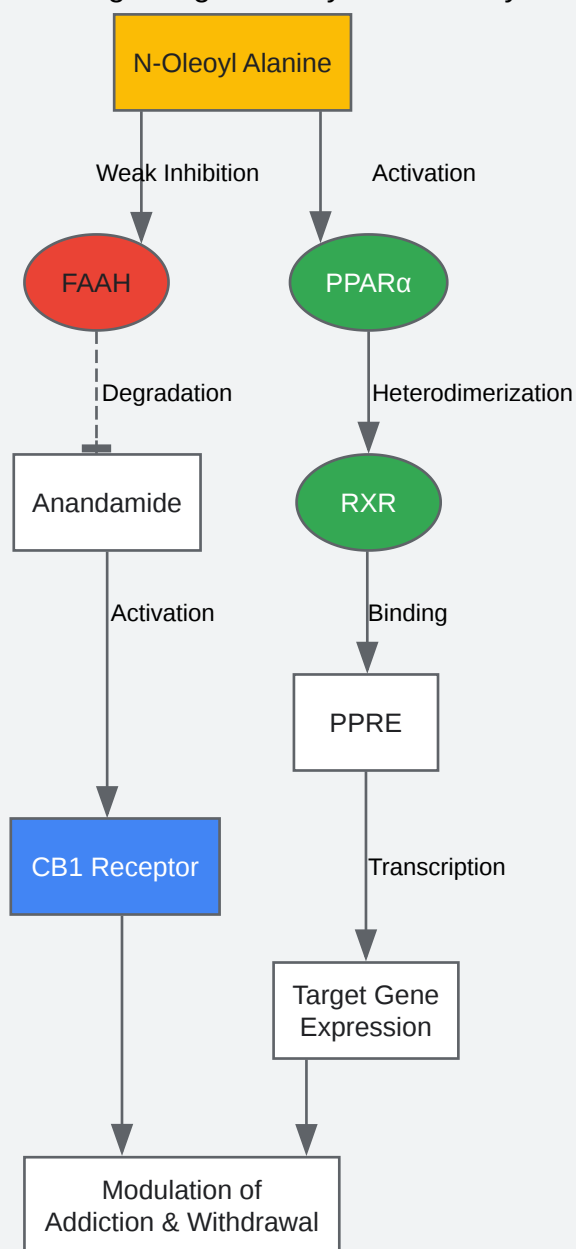 N-Oleoyl Alanine
Weak Inhibition
Activation
FAAH
PPARα
Degradation
Heterodimerization
Anandamide
RXR
Activation
Binding
PPRE
CB1 Receptor
Transcription
Target Gene
Expression
Modulation of
Addiction & Withdrawal